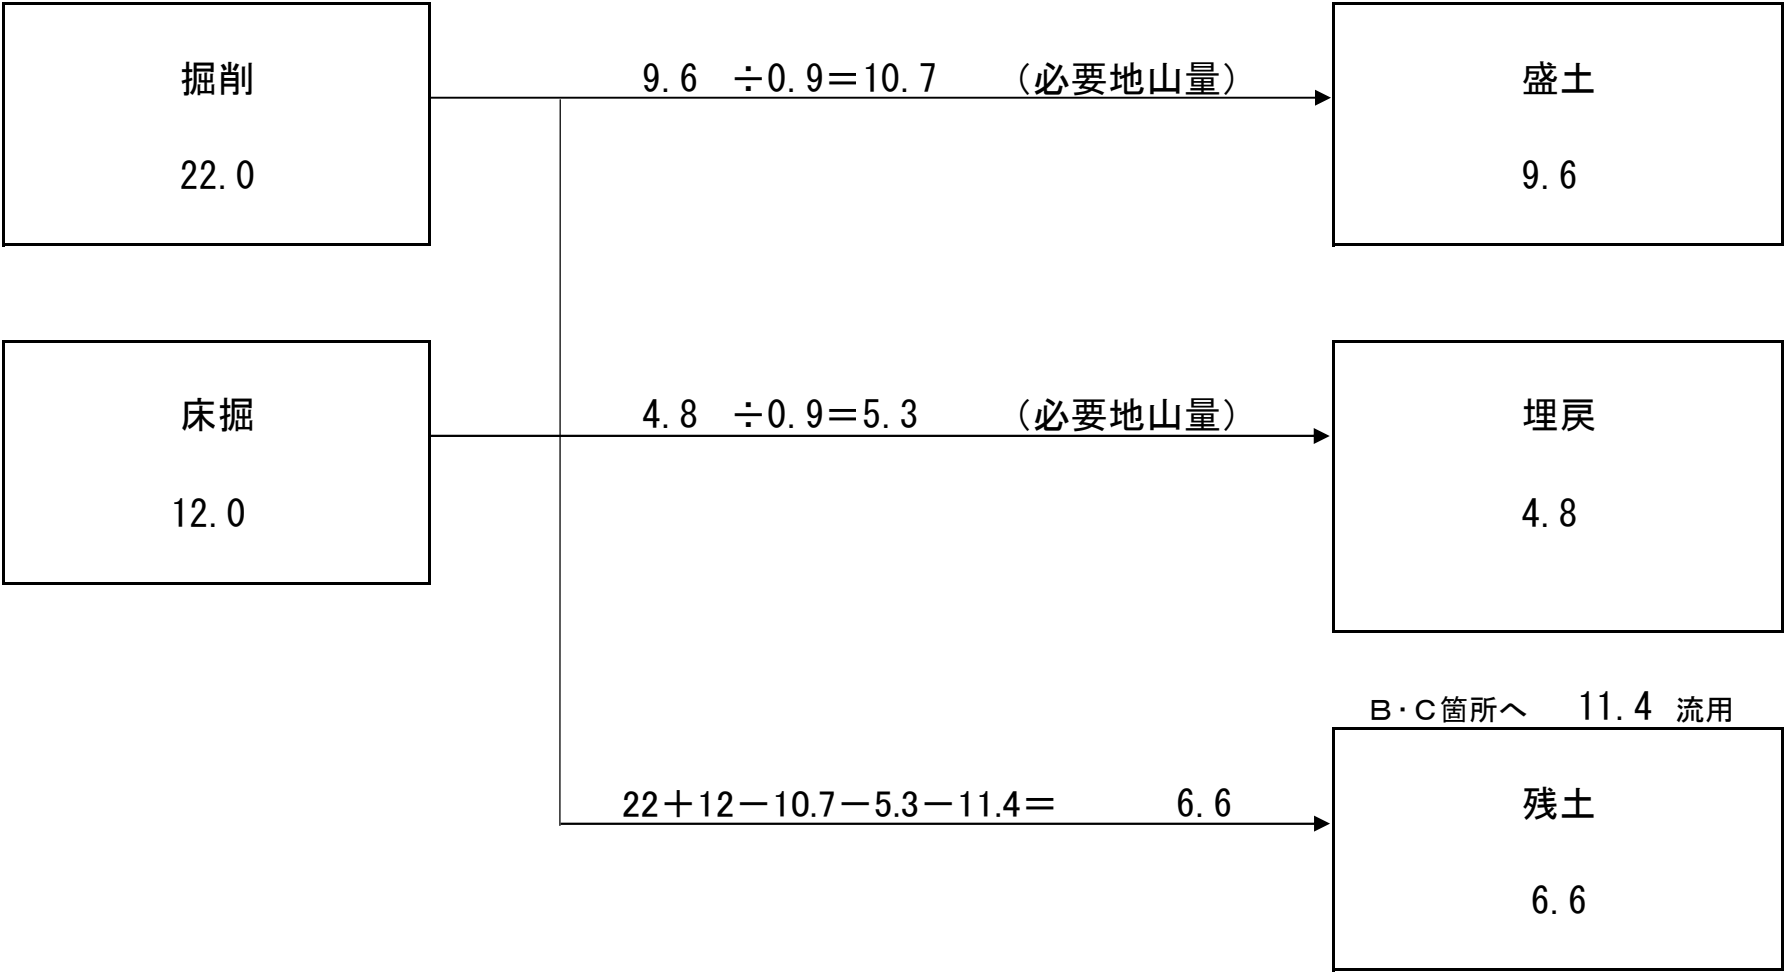 掘削
22.0
9.6 ÷0.9＝10.7 （必要地山量）
盛土
9.6
床掘
12.0
4.8 ÷0.9＝5.3 （必要地山量）
埋戻
4.8
Ｂ・Ｃ箇所へ 11.4 流用
22＋12－10.7－5.3－11.4＝ 6.6
残土
6.6